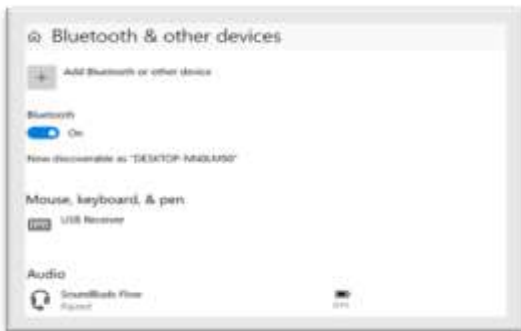 Bluetooth & other devices
Add Bluetooth or other device
Bluetooth
On
Now discoverable as
Mouse, keyboard, & pen
USB Receiver
Audio
SoundBuds Flow
Paired